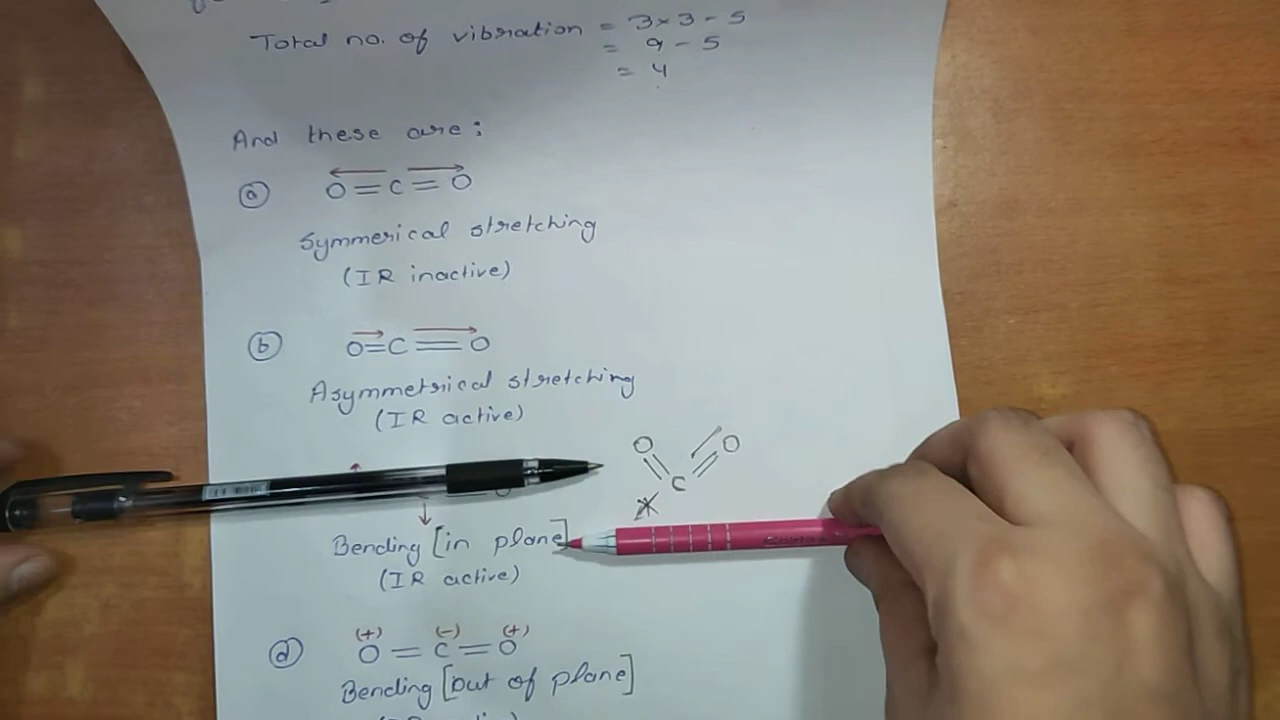 Total no. of vibration = 3×3-5
= 9-5
= 4
And these are:
(a) O=C=O
Symmerical stretching
(IR inactive)
(b) O=C=O
Asymmetrical stretching
(IR active)
O O
C
Bending [in plane]
(IR active)
(+) (-) (+)
(d) O=C=O
Bending [out of plane]